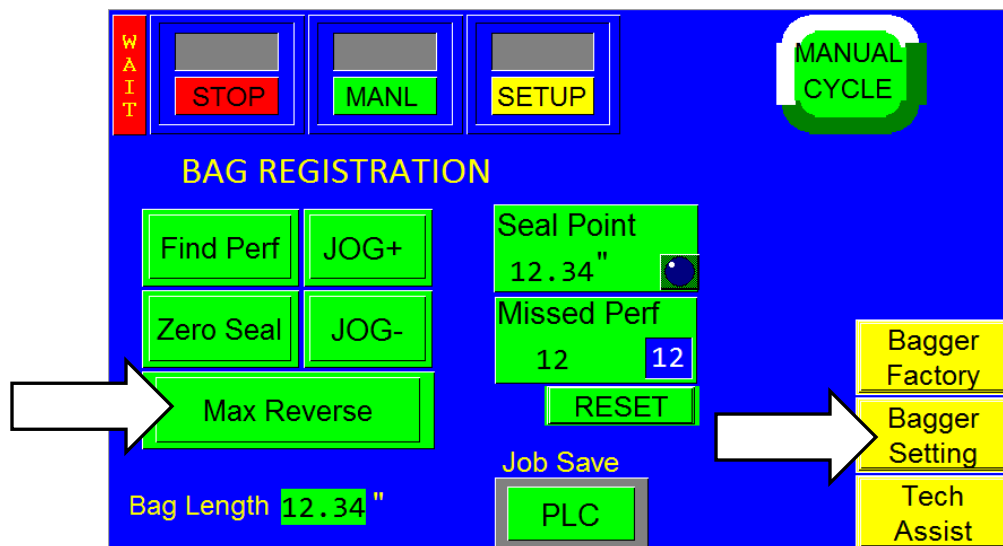 WAIT
STOP
MANL
SETUP
MANUAL
CYCLE
BAG REGISTRATION
Find Perf
JOG+
Seal Point
12.34"
Zero Seal
JOG-
Missed Perf
12
12
Max Reverse
RESET
Bagger
Factory
Bagger
Setting
Job Save
Bag Length 12.34 "
PLC
Tech
Assist